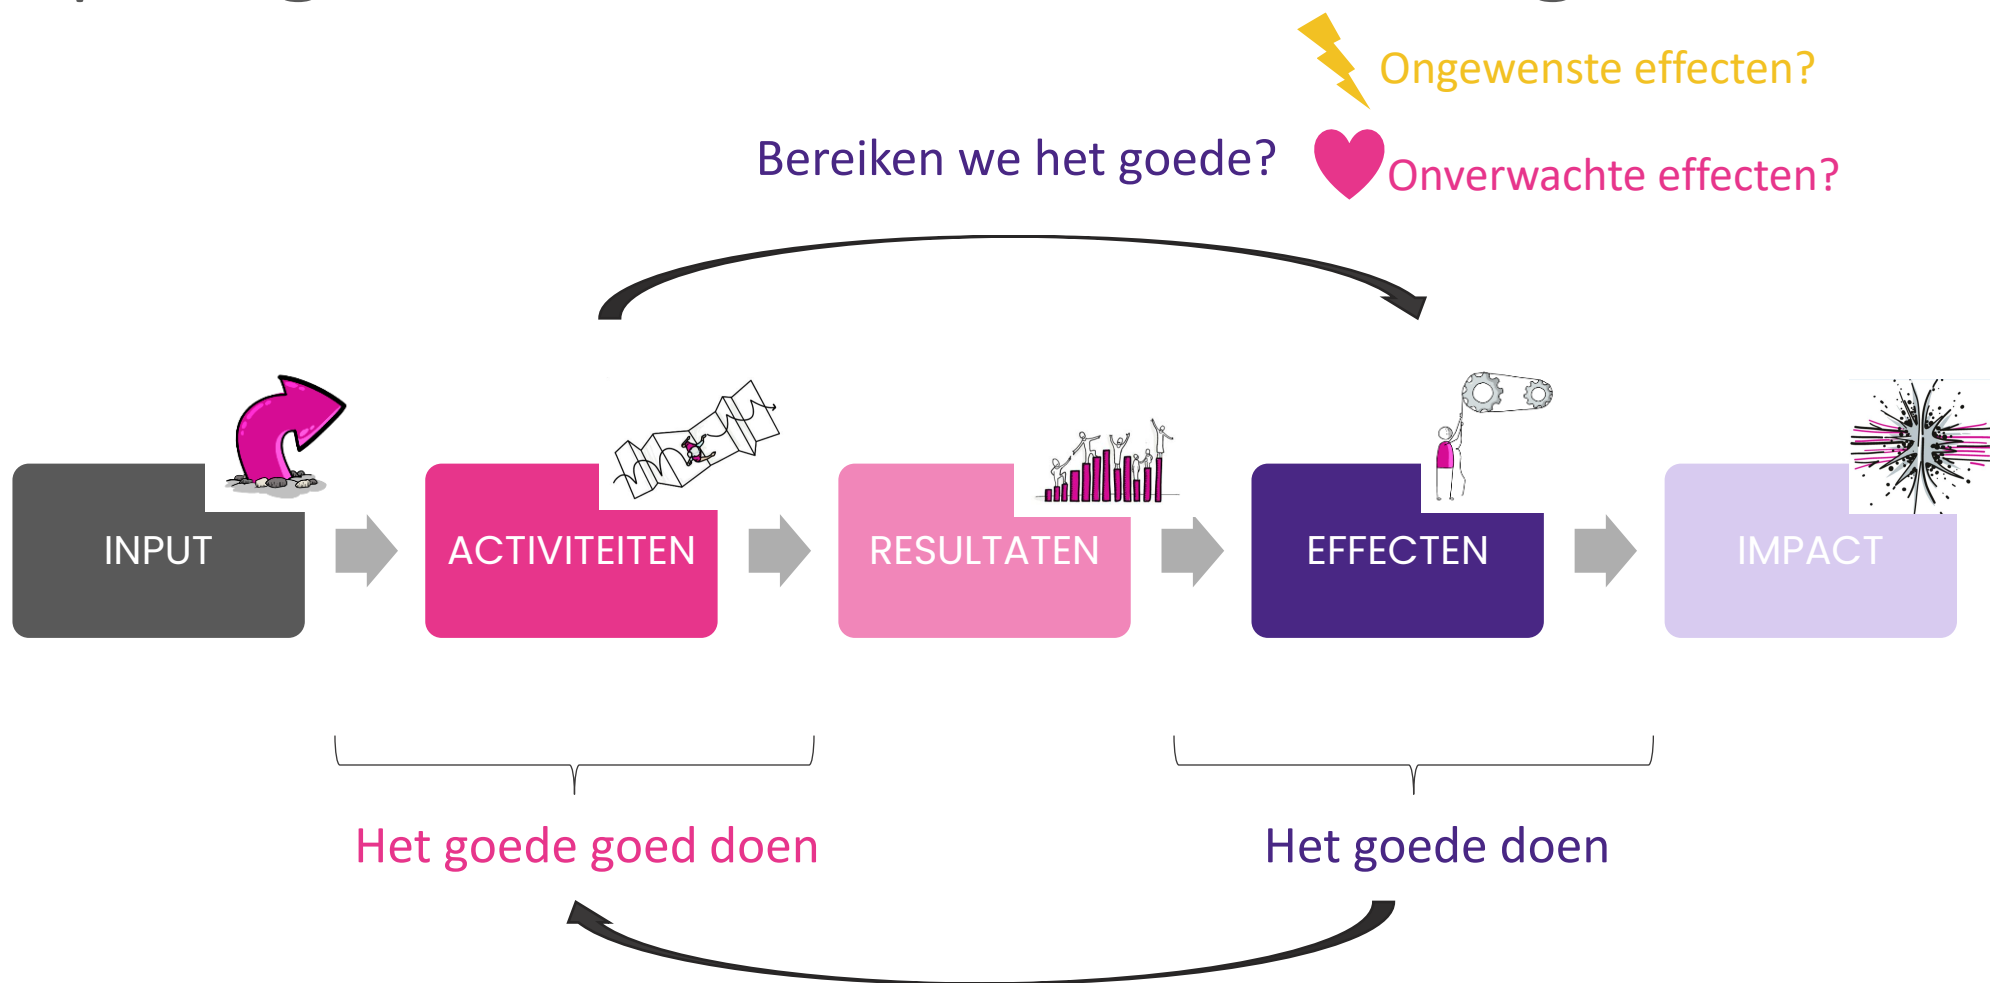 Ongewenste effecten?
Bereiken we het goede?
Onverwachte effecten?
INPUT
ACTIVITEITEN
RESULTATEN
EFFECTEN
IMPACT
Het goede goed doen
Het goede doen